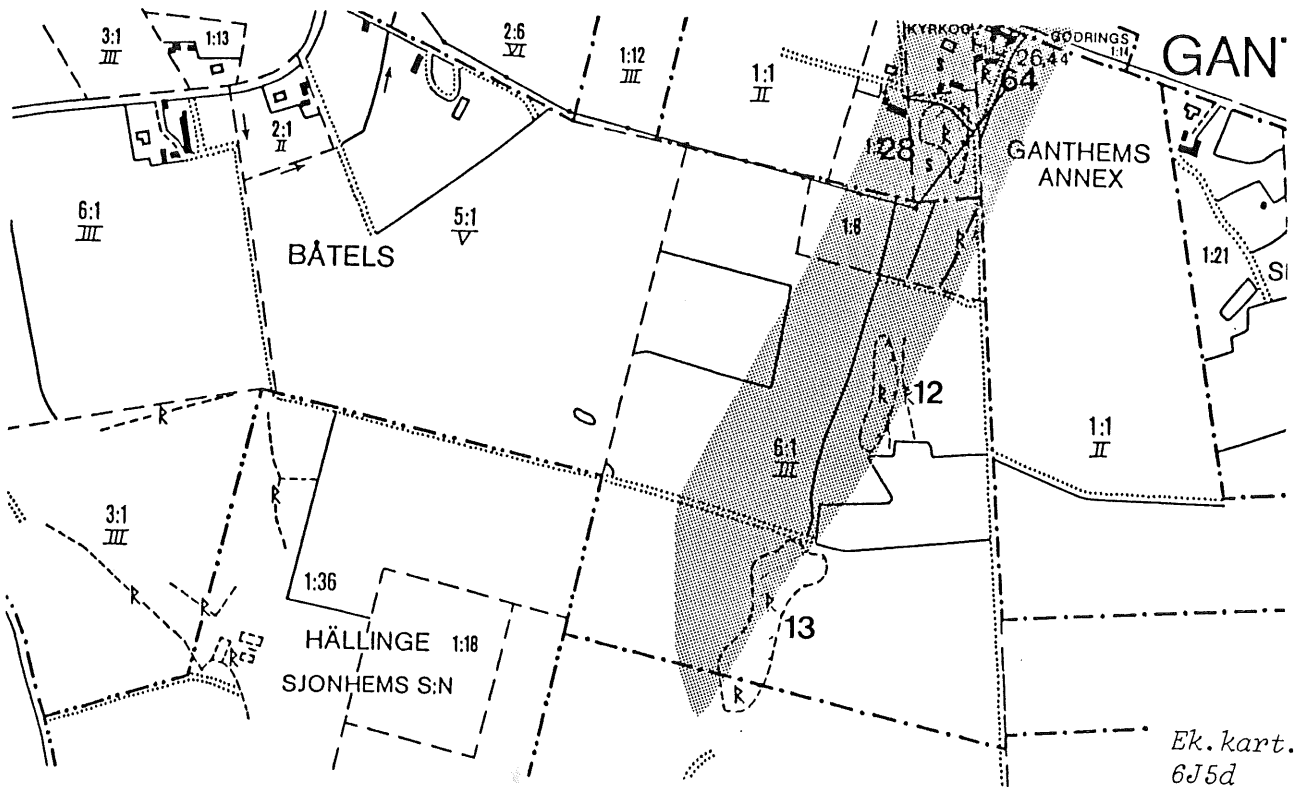 3:1
III
1:13
2:6
VI
1:12
III
1:1
II
KYRKOG
GODRINGS
1:14
26,44
GANT
64
S
R
2:1
II
28
R
S
GANTHEMS
ANNEX
6:1
III
5:1
V
BÅTELS
1:8
R
1:21
R
R
R
12
1:1
II
6:1
III
R
3:1
III
R
R
1:36
R
13
HÄLLINGE
1:18
R
SJONHEMS S:N
R
Ek.kart.
6J5d